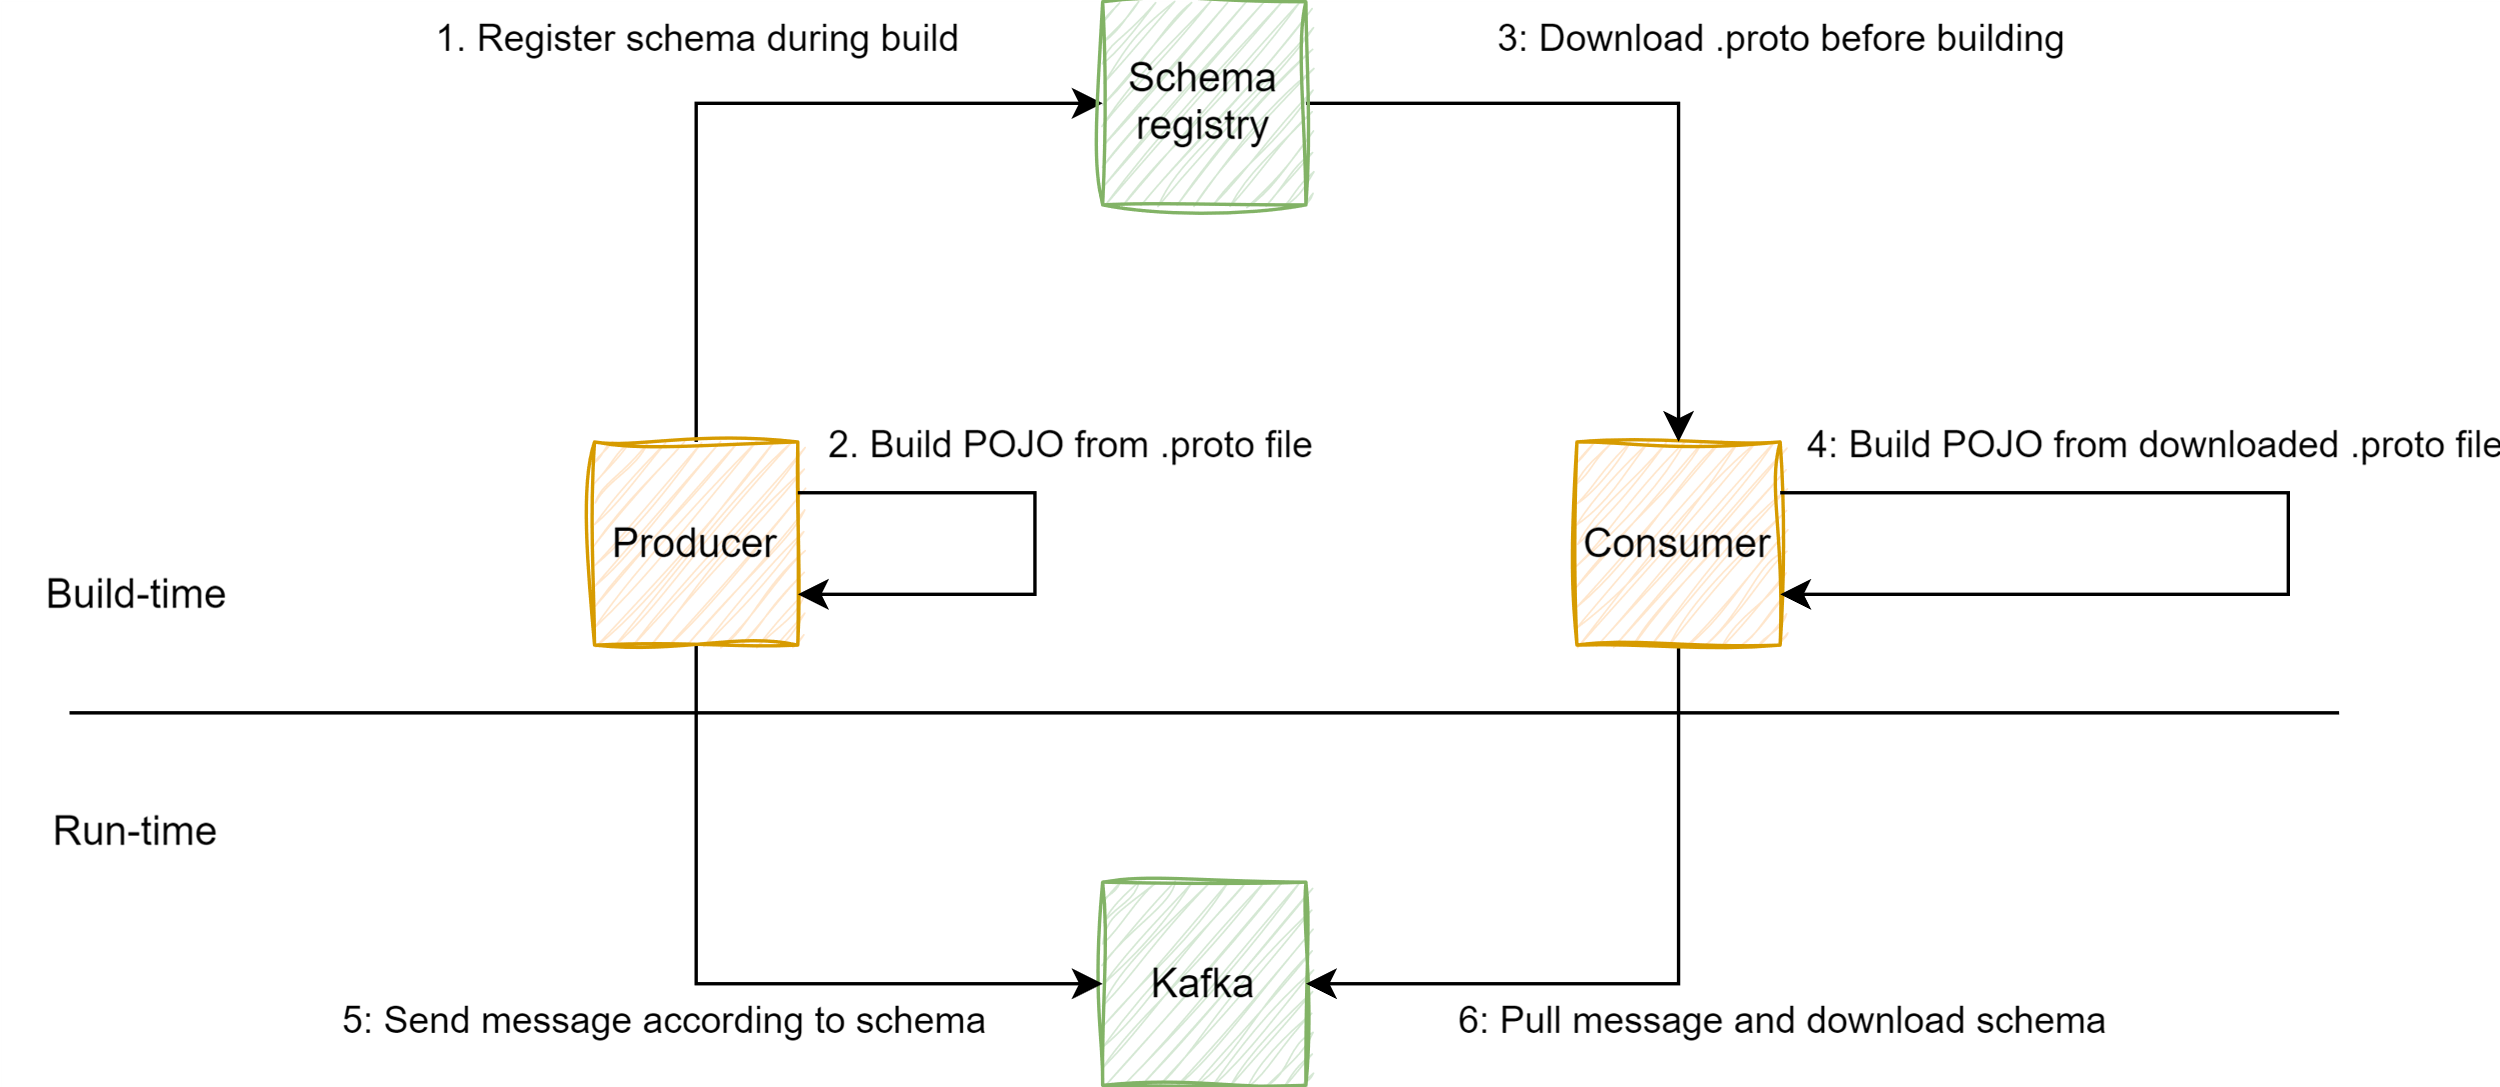 1. Register schema during build
3: Download .proto before building
Schema
registry
2. Build POJO from .proto file
4: Build POJO from downloaded .proto file
Producer
Consumer
Build-time
Run-time
Kafka
5: Send message according to schema
6: Pull message and download schema